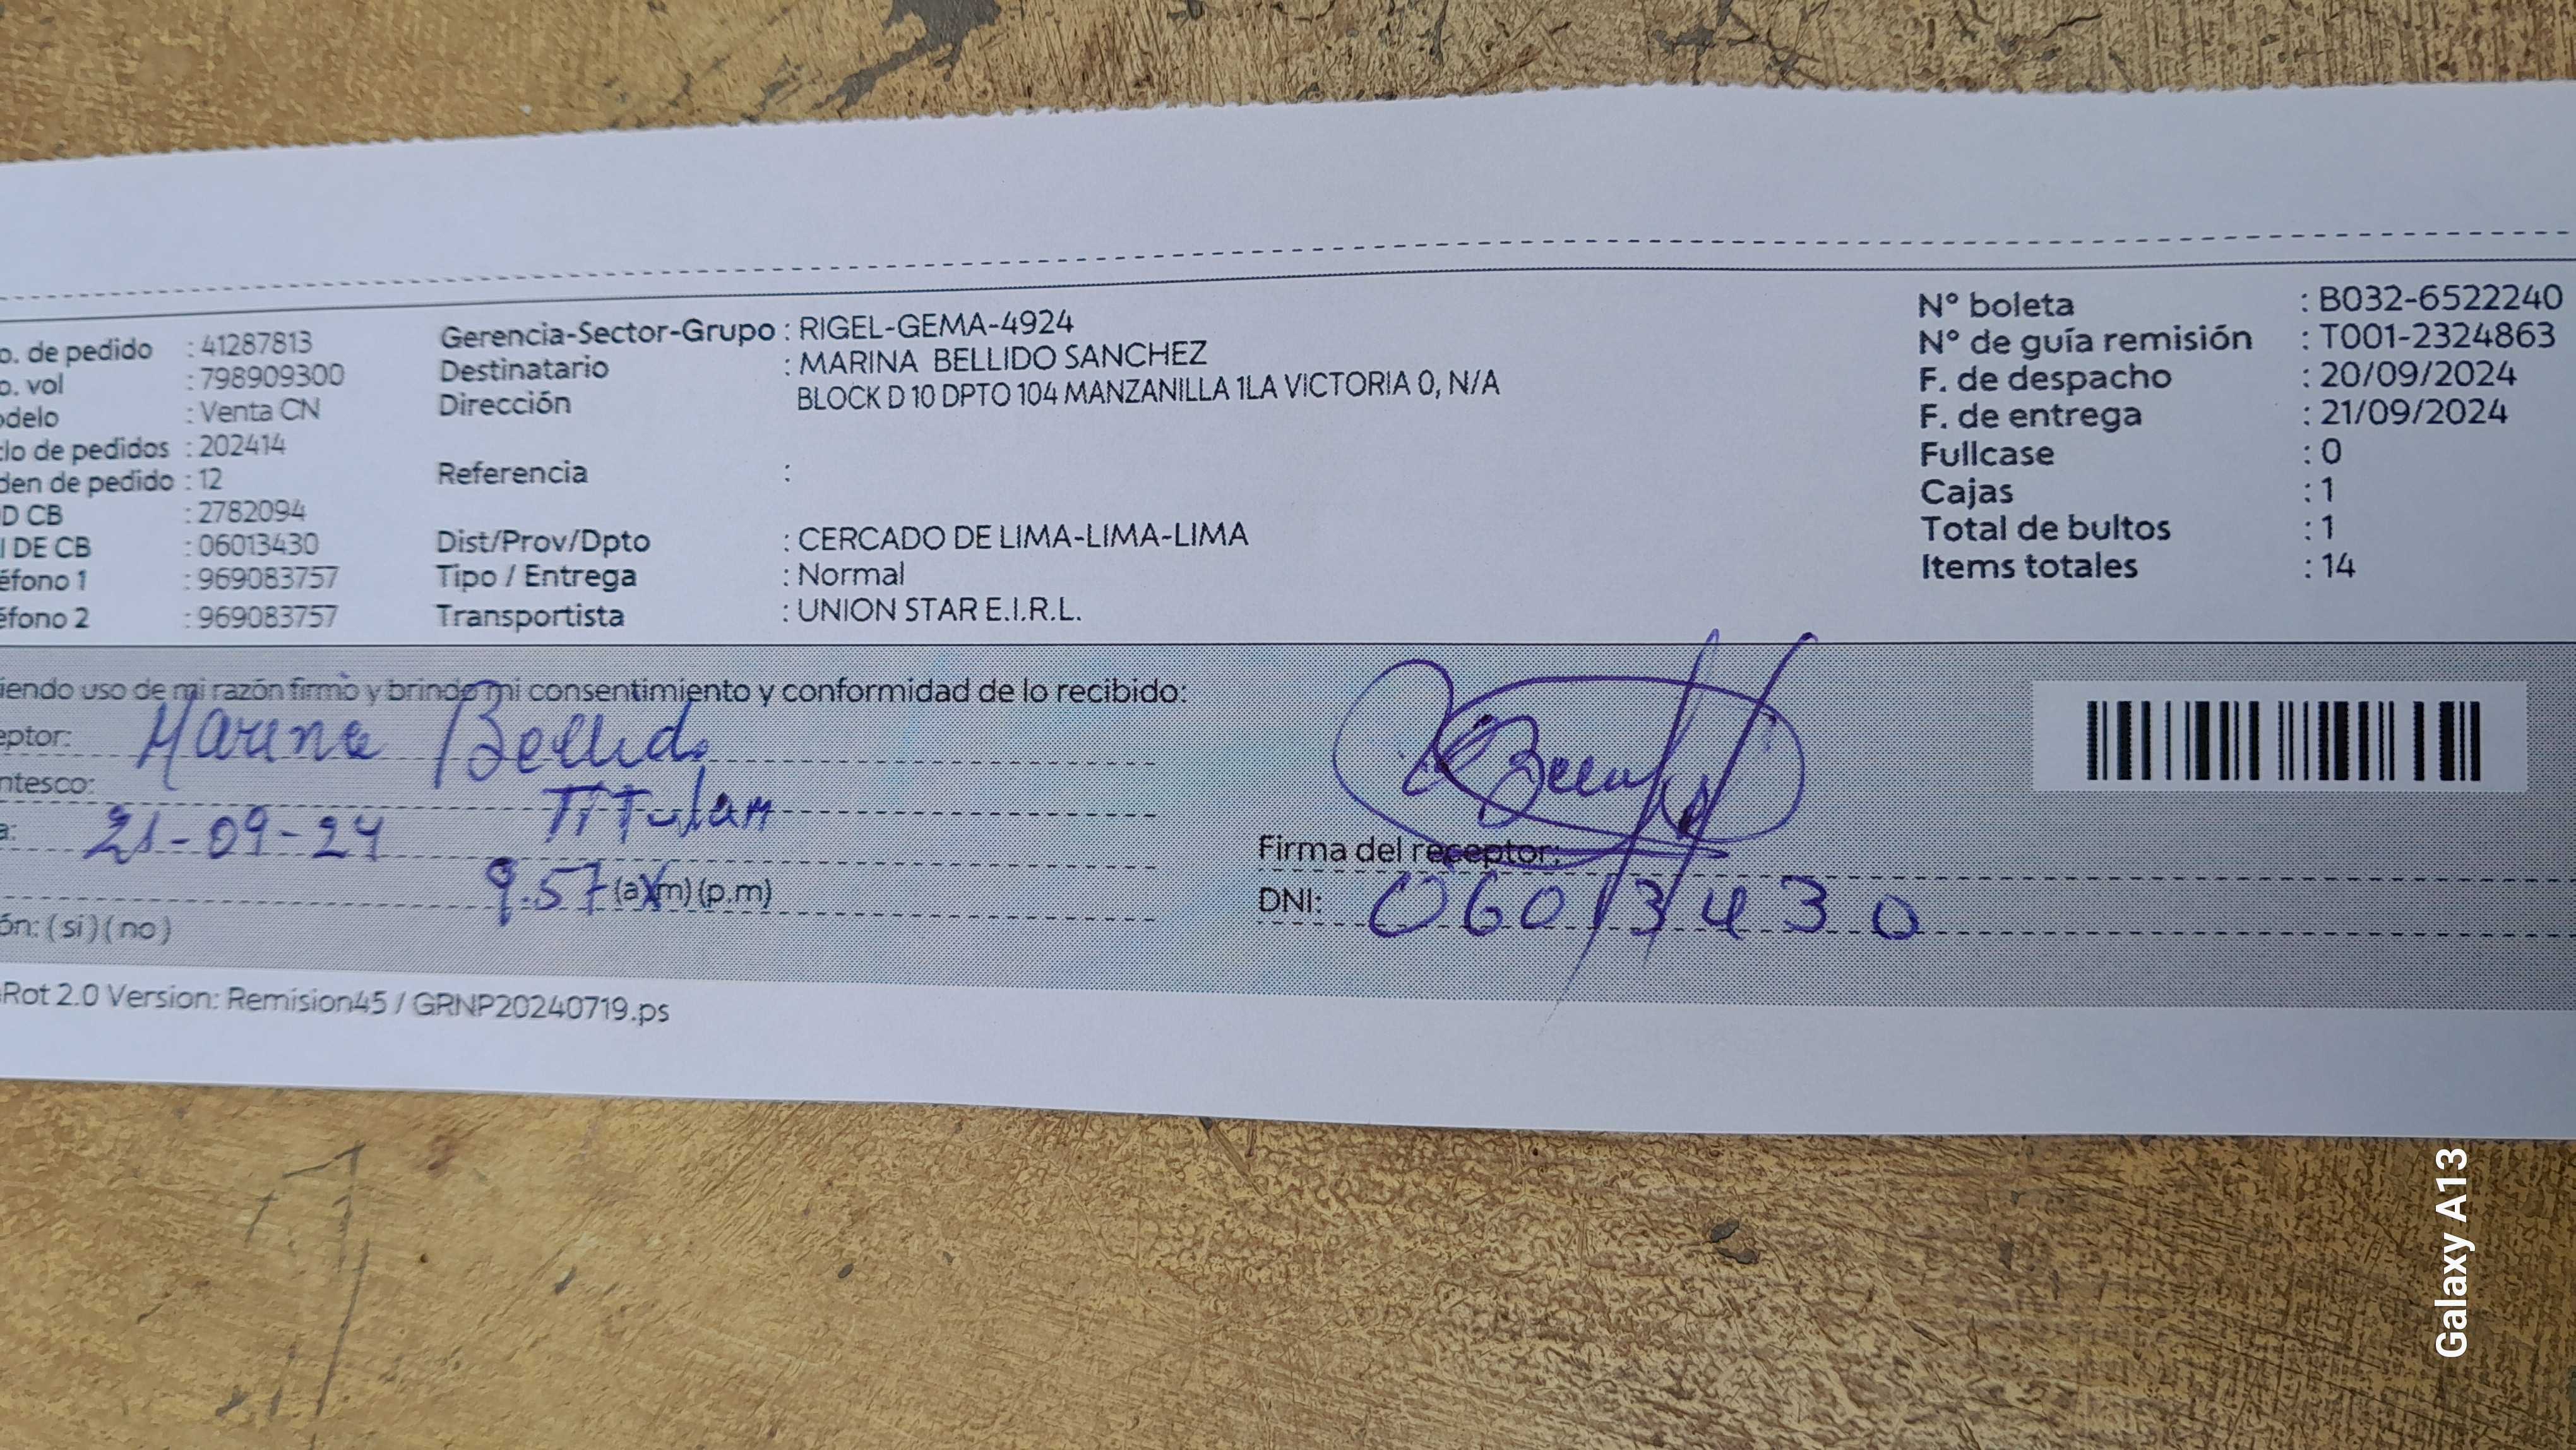 o. de pedido : 41287813
o. vol : 798909300
odelo : Venta CN
clo de pedidos : 202414
den de pedido : 12
D CB : 2782094
I DE CB : 06013430
éfono 1 : 969083757
éfono 2 : 969083757
Gerencia-Sector-Grupo : RIGEL-GEMA-4924
Destinatario : MARINA BELLIDO SANCHEZ
Dirección BLOCK D 10 DPTO 104 MANZANILLA 1LA VICTORIA 0, N/A
Referencia :
Dist/Prov/Dpto : CERCADO DE LIMA-LIMA-LIMA
Tipo / Entrega : Normal
Transportista : UNION STAR E.I.R.L.
N° boleta : B032-6522240
N° de guía remisión : T001-2324863
F. de despacho : 20/09/2024
F. de entrega : 21/09/2024
Fullcase : 0
Cajas : 1
Total de bultos : 1
Items totales : 14
iendo uso de mi razón firmo y brindo mi consentimiento y conformidad de lo recibido:
eptor: Marina Bellido
ntesco: Titular
a: 21-09-24
9.57 (a.m) (p.m)
ón: (si) (no)
Firma del receptor:
DNI: 06013430
Rot 2.0 Version: Remision45 / GRNP20240719.ps
Galaxy A13